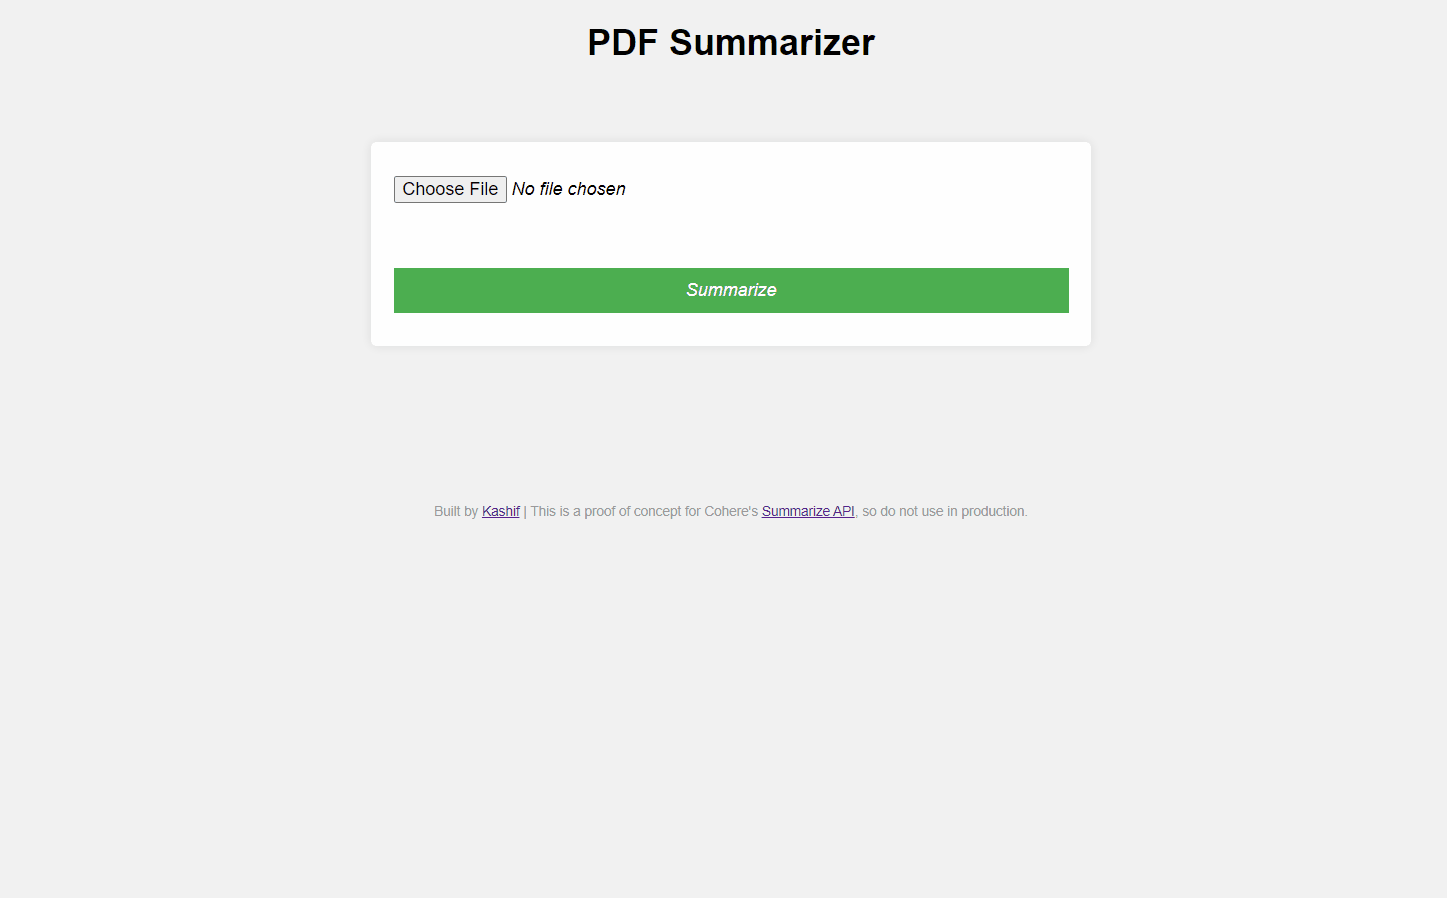 PDF Summarizer
Choose File No file chosen
Summarize
Built by Kashif | This is a proof of concept for Cohere's Summarize API, so do not use in production.